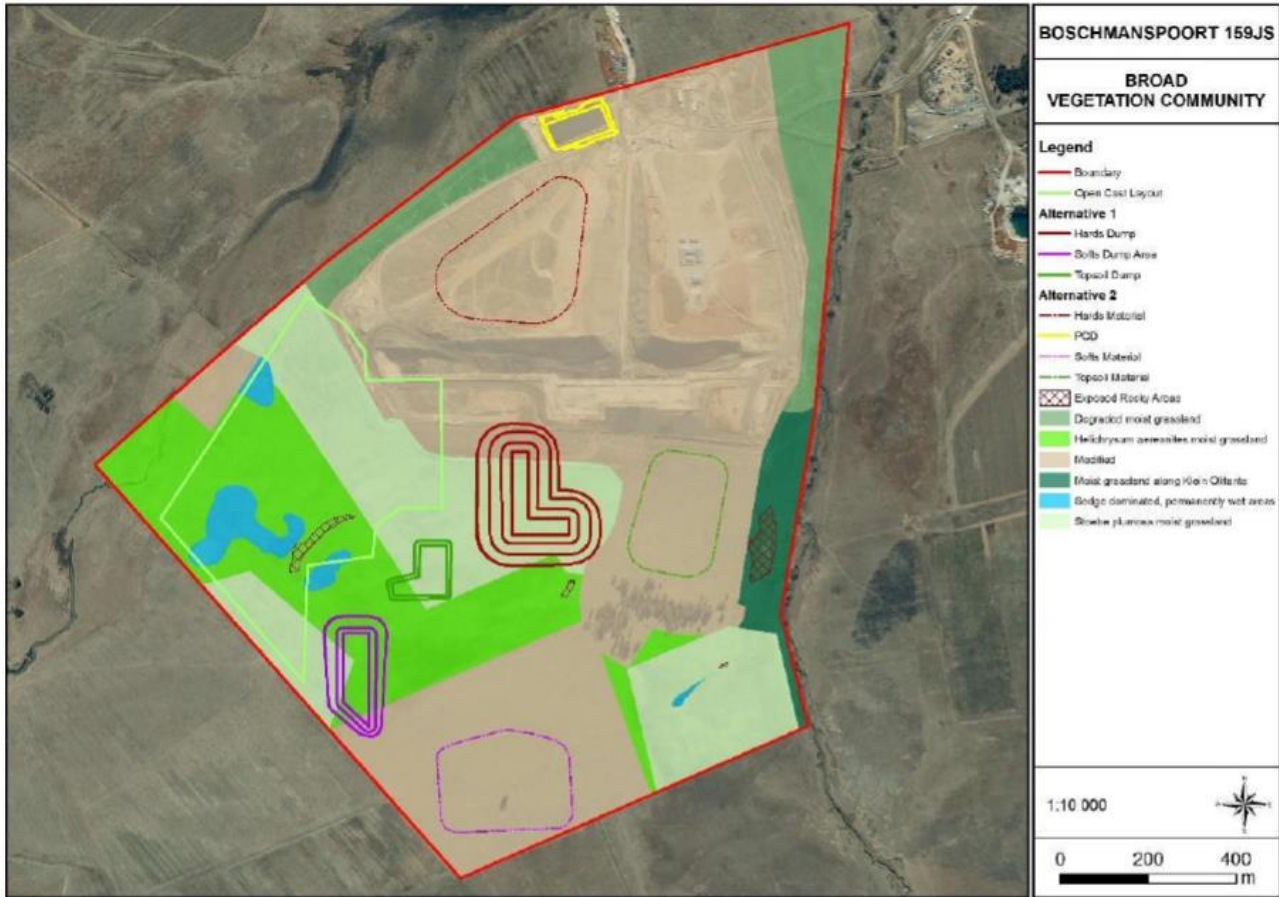 BOSCHMANSPOORT 159JS
BROAD
VEGETATION COMMUNITY
Legend
Boundary
Open Cast Layout
Alternative 1
Hards Dump
Softs Dump Area
Topsoil Dump
Alternative 2
Hards Material
PCD
Softs Material
Topsoil Material
Exposed Rocky Areas
Degraded moist grassland
Helichrysum moist grassland
Modified
Moist grassland along Klein Olifants
Sedge dominated, permanently wet areas
Stoebe plumosa moist grassland
1:10 000
0 200 400
m